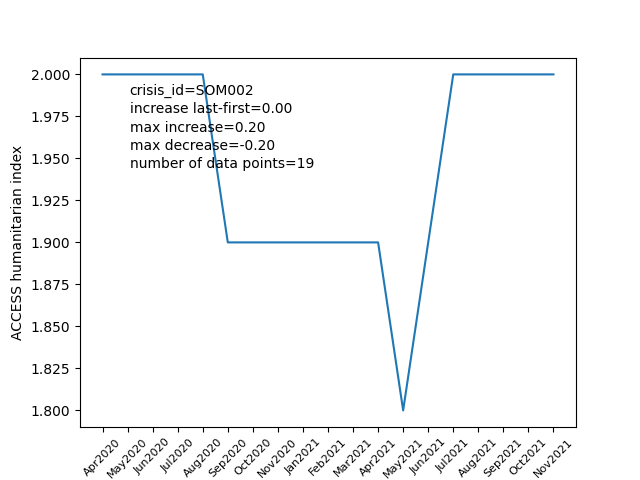 2.000
1.975
1.950
1.925
1.900
1.875
1.850
1.825
1.800
ACCESS humanitarian index
crisis_id=SOM002
increase last-first=0.00
max increase=0.20
max decrease=-0.20
number of data points=19
Apr2020
May2020
Jun2020
Jul2020
Aug2020
Sep2020
Oct2020
Nov2020
Jan2021
Feb2021
Mar2021
Apr2021
May2021
Jun2021
Jul2021
Aug2021
Sep2021
Oct2021
Nov2021